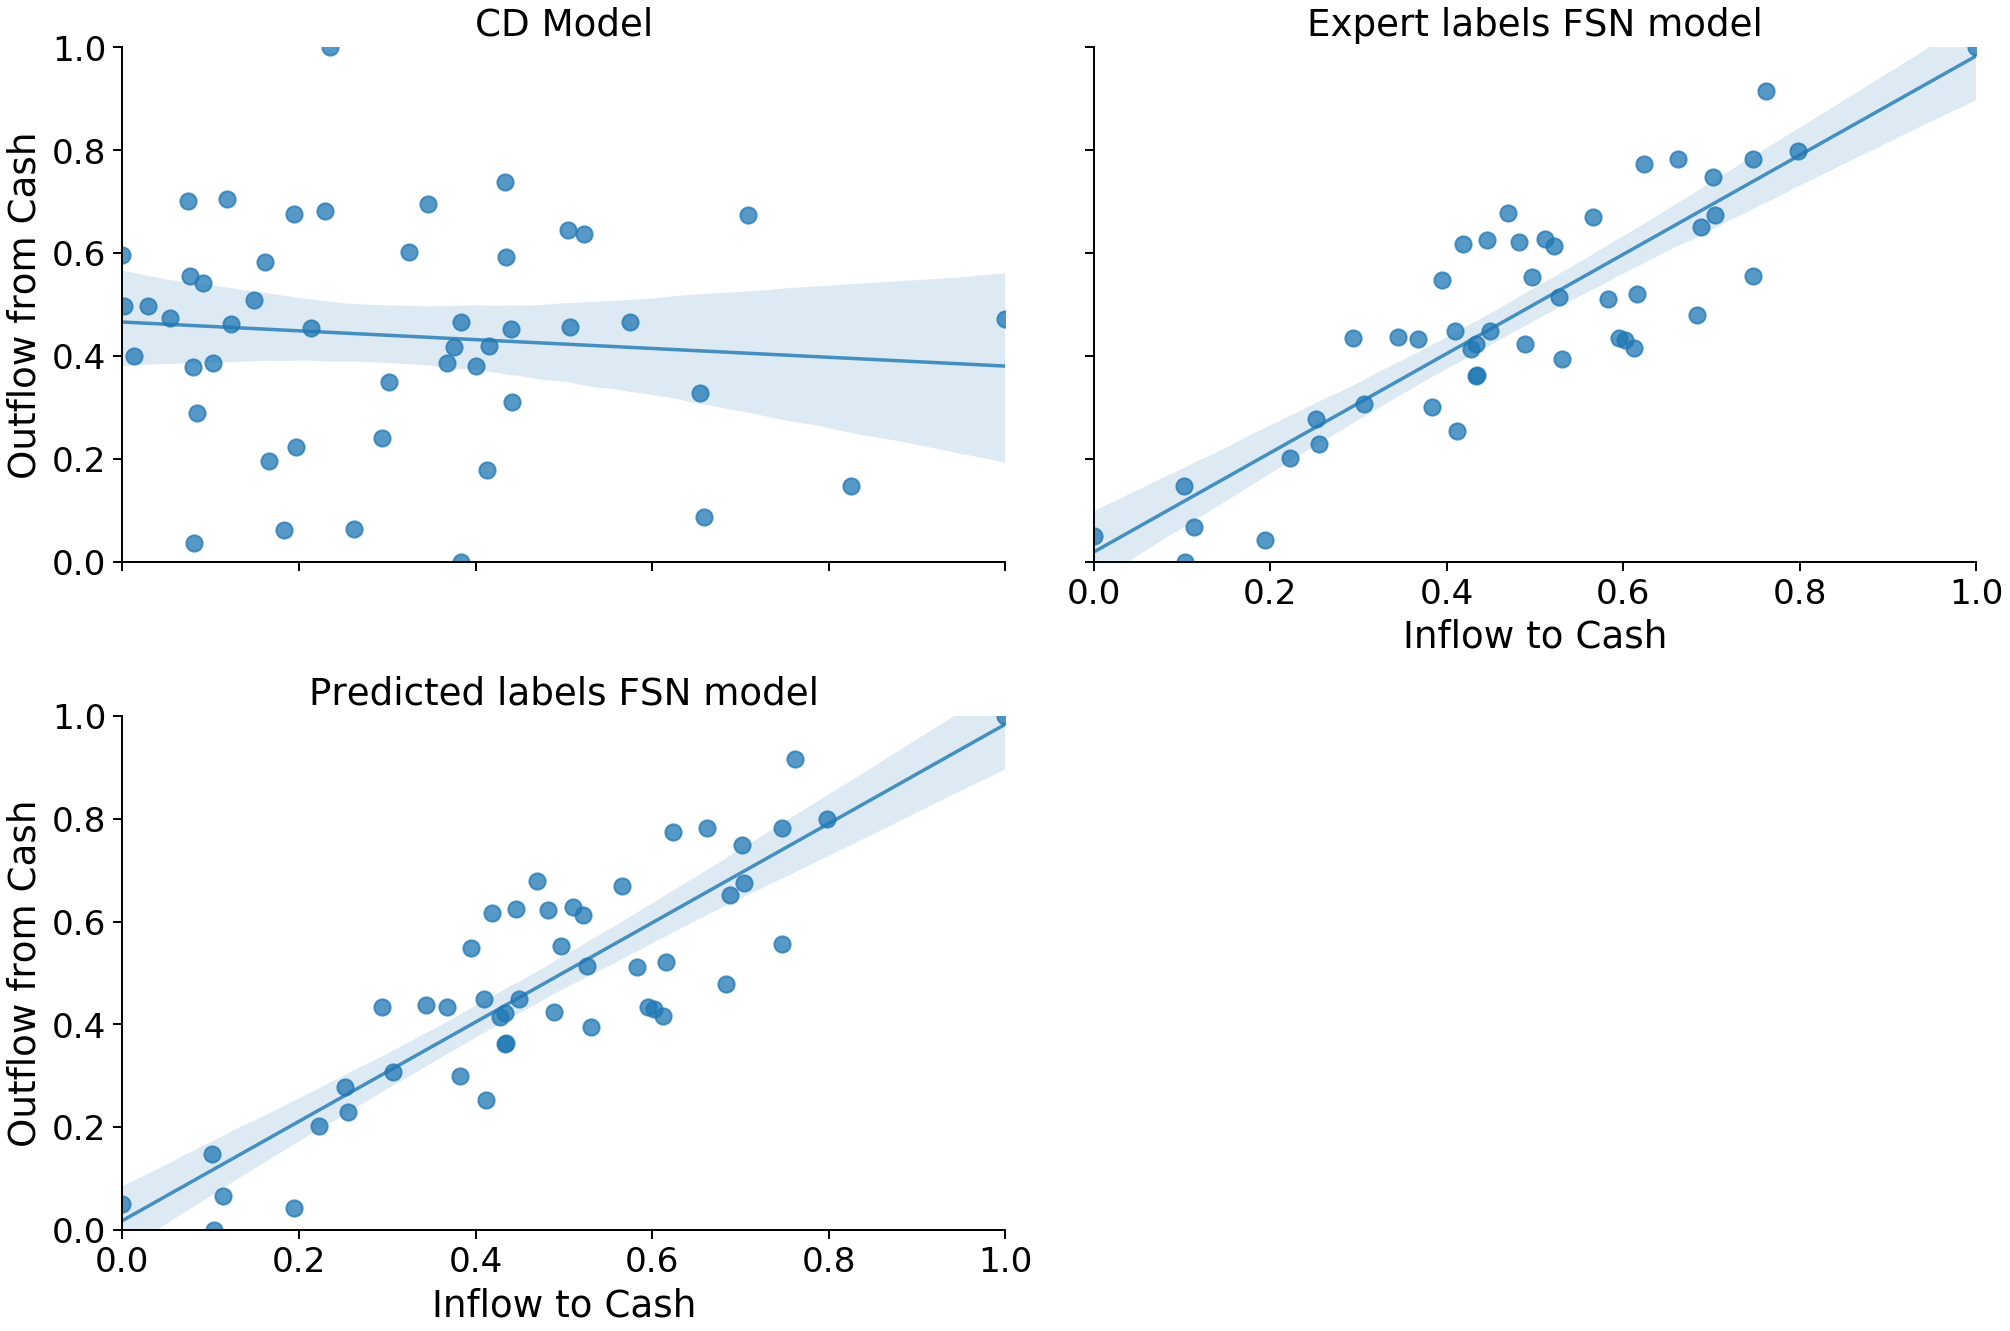 CD Model
Expert labels FSN model
1.0
0.8
0.6
0.4
0.2
0.0
Outflow from Cash
0.0 0.2 0.4 0.6 0.8 1.0
Inflow to Cash
Predicted labels FSN model
1.0
0.8
0.6
0.4
0.2
0.0
Outflow from Cash
0.0 0.2 0.4 0.6 0.8 1.0
Inflow to Cash